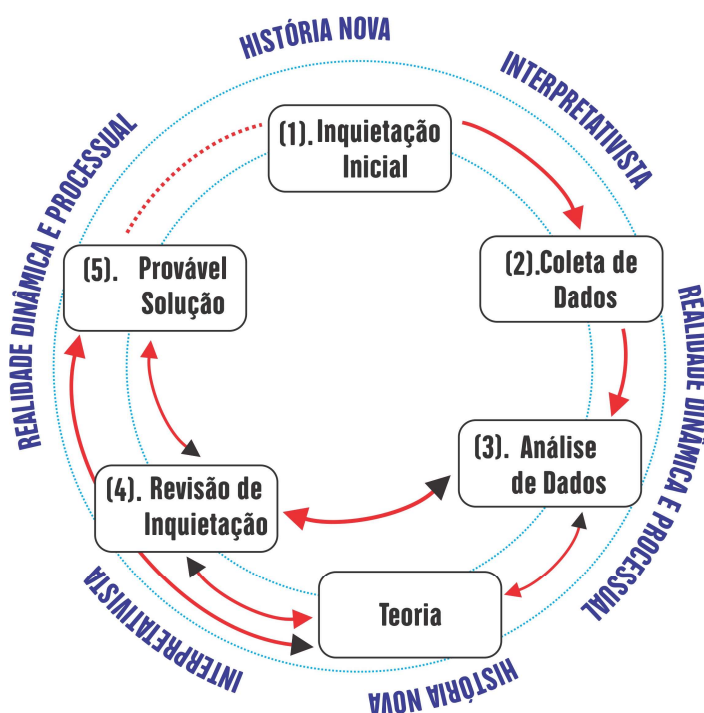 HISTÓRIA NOVA
INTERPRETATIVISTA
REALIDADE DINÂMICA E PROCESSUAL
(1). Inquietação
Inicial
(5). Provável
Solução
(2).Coleta de
Dados
REALIDADE DINÂMICA E PROCESSUAL
(3). Análise
de Dados
(4). Revisão de
Inquietação
Teoria
INTERPRETATIVISTA
HISTÓRIA NOVA